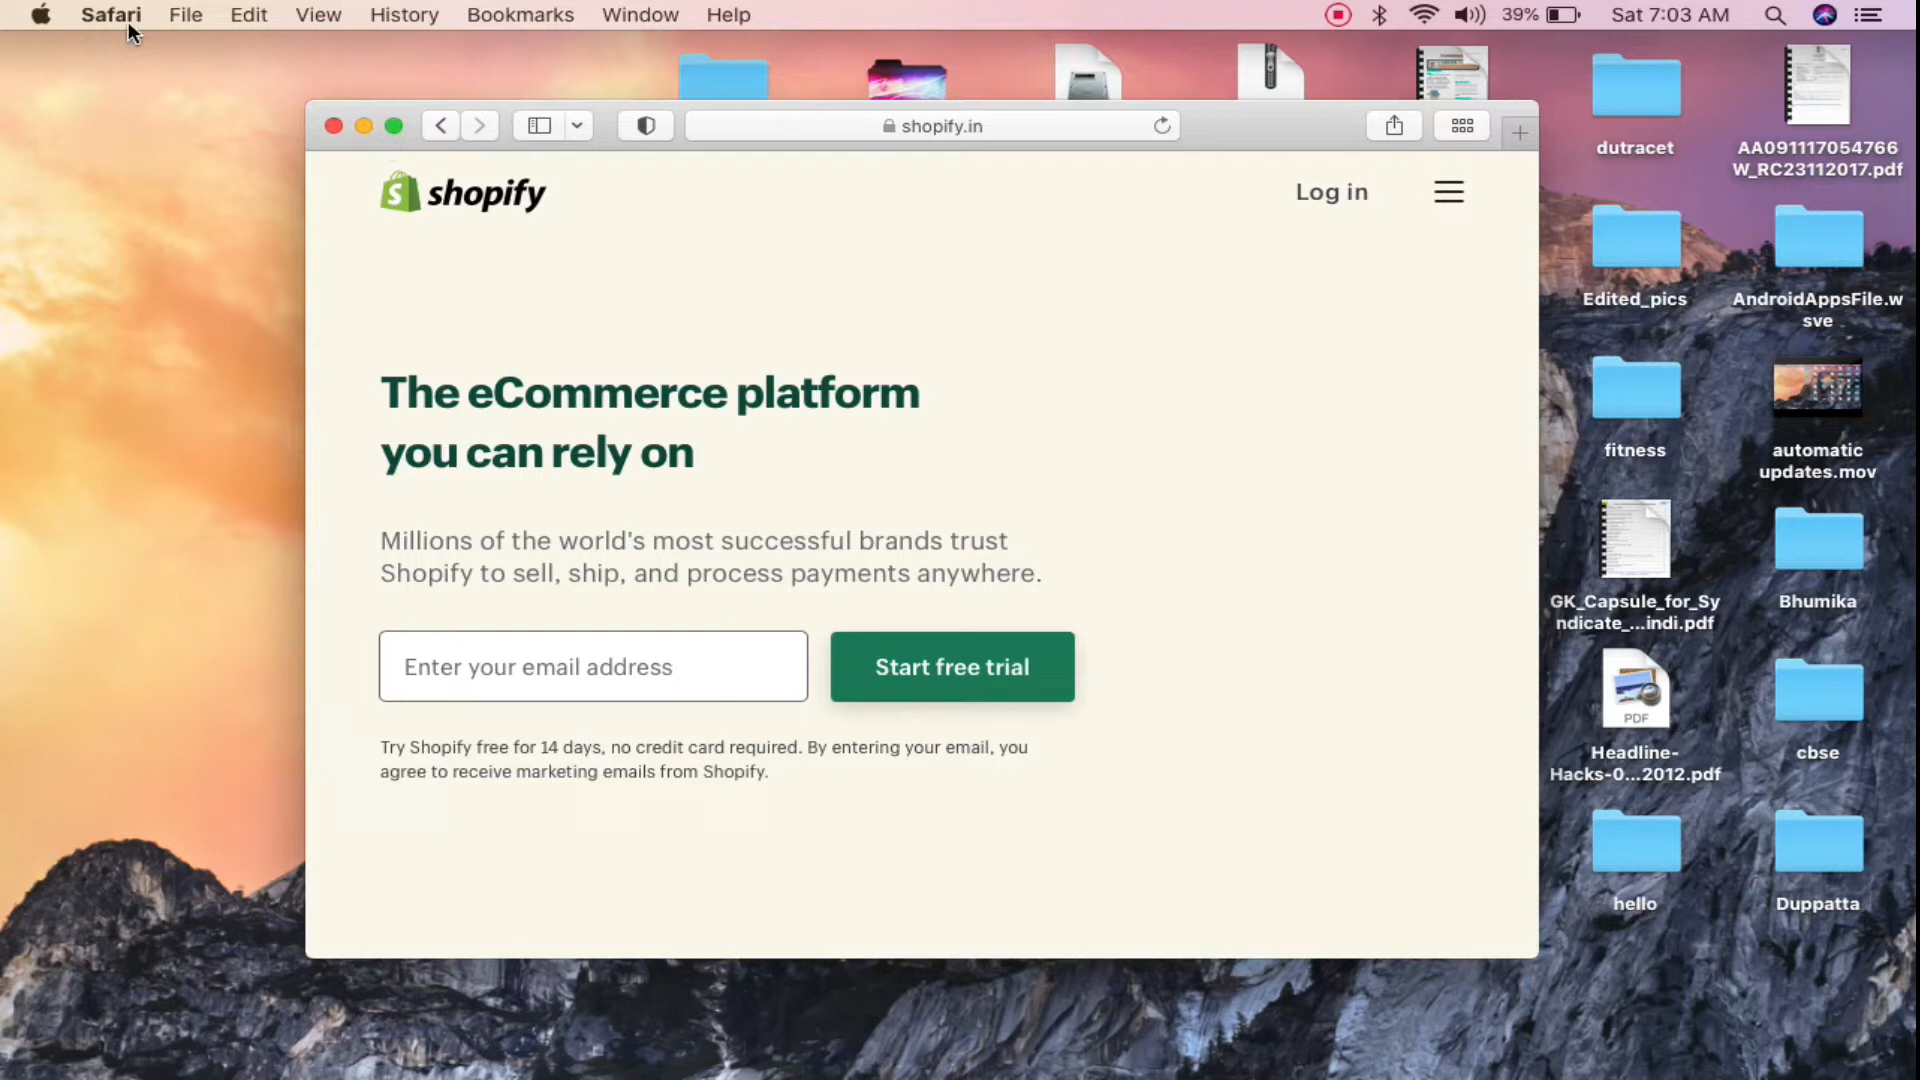 Safari File Edit View History Bookmarks Window Help 39% Sat 7:03 AM
shopify.in
shopify
Log in
The eCommerce platform
you can rely on
Millions of the world's most successful brands trust
Shopify to sell, ship, and process payments anywhere.
Enter your email address
Start free trial
Try Shopify free for 14 days, no credit card required. By entering your email, you
agree to receive marketing emails from Shopify.
dutracet
AA091117054766
W_RC23112017.pdf
Edited_pics
AndroidAppsFile.w
sve
fitness
automatic
updates.mov
GK_Capsule_for_Sy
ndicate_...indi.pdf
Bhumika
PDF
Headline-
Hacks-0...2012.pdf
cbse
hello
Duppatta